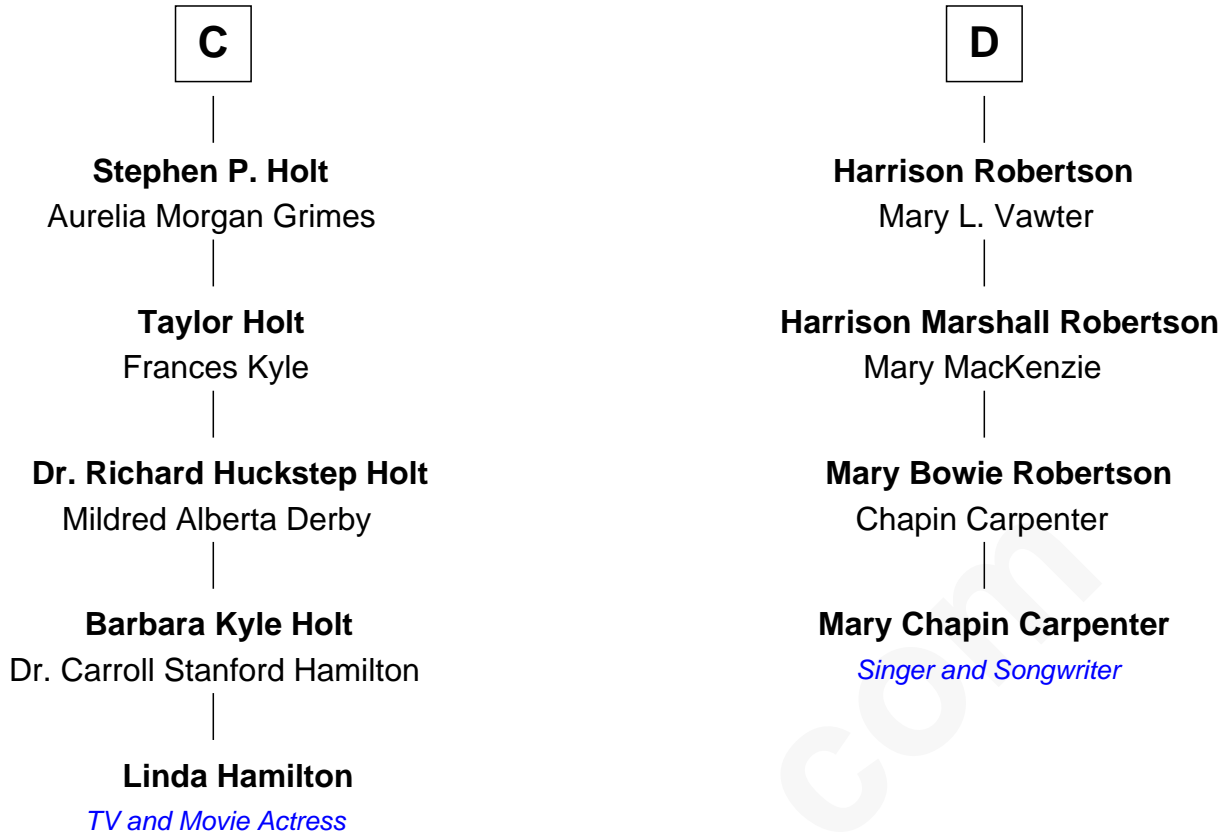 C
Stephen P. Holt
Aurelia Morgan Grimes
Taylor Holt
Frances Kyle
Dr. Richard Huckstep Holt
Mildred Alberta Derby
Barbara Kyle Holt
Dr. Carroll Stanford Hamilton
Linda Hamilton
TV and Movie Actress
D
Harrison Robertson
Mary L. Vawter
Harrison Marshall Robertson
Mary MacKenzie
Mary Bowie Robertson
Chapin Carpenter
Mary Chapin Carpenter
Singer and Songwriter
com